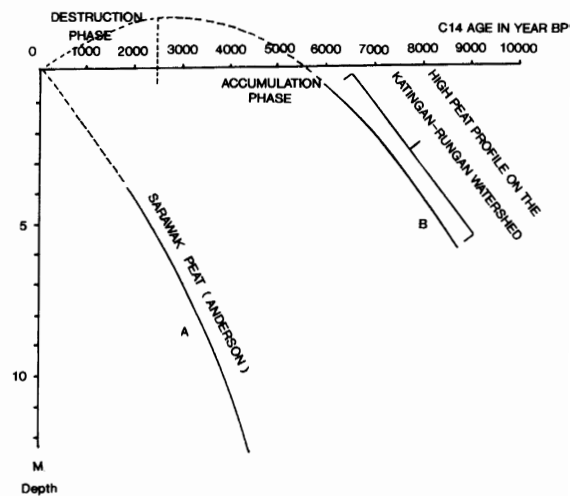 DESTRUCTION
PHASE
C14 AGE IN YEAR BP
0 1000 2000 3000 4000 5000 6000 7000 8000 9000 10000
ACCUMULATION
PHASE
HIGH PEAT PROFILE ON THE
KATINGAN-RUNGAN WATERSHED
SARAWAK PEAT ( ANDERSON )
5
B
A
10
M
Depth